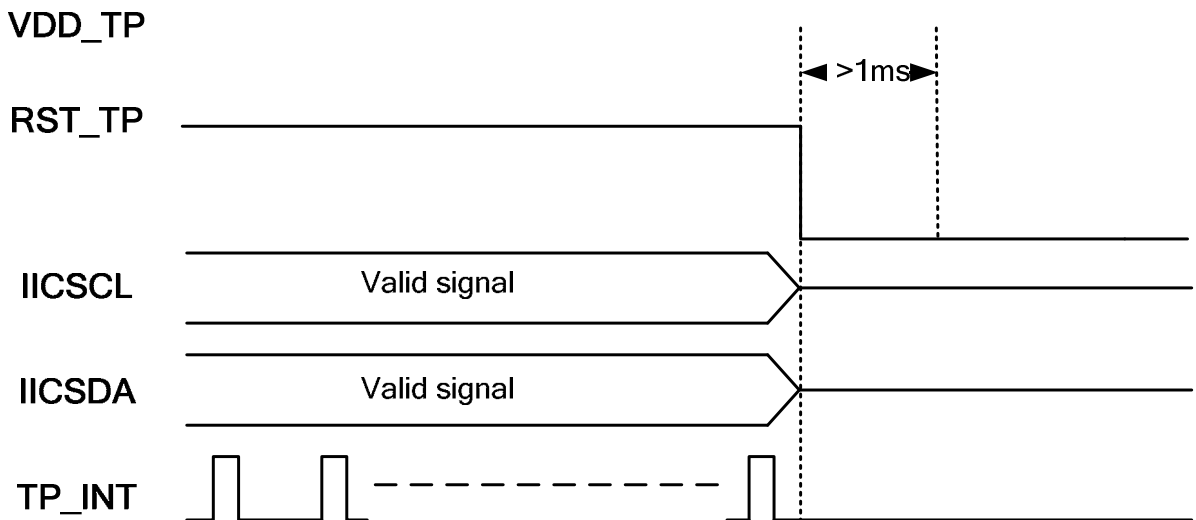 VDD_TP
>1ms
RST_TP
IICSCL
Valid signal
IICSDA
Valid signal
TP_INT